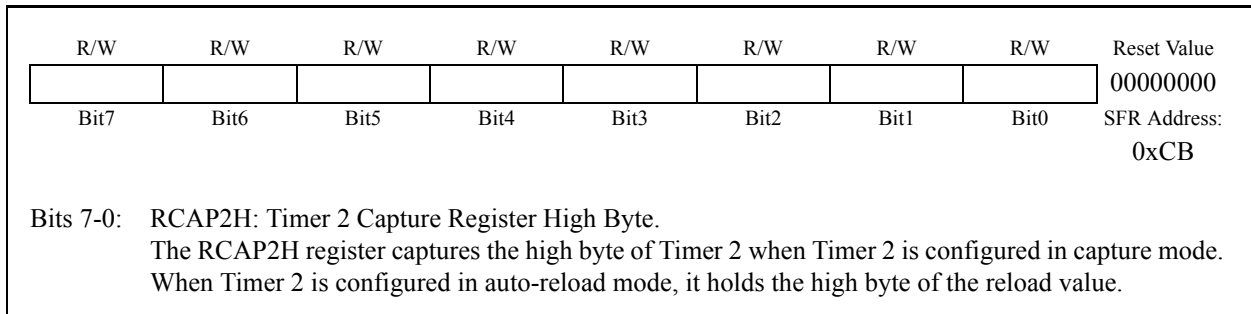 R/W R/W R/W R/W R/W R/W R/W R/W Reset Value
00000000
Bit7 Bit6 Bit5 Bit4 Bit3 Bit2 Bit1 Bit0 SFR Address:
0xCB
Bits 7-0: RCAP2H: Timer 2 Capture Register High Byte.
The RCAP2H register captures the high byte of Timer 2 when Timer 2 is configured in capture mode.
When Timer 2 is configured in auto-reload mode, it holds the high byte of the reload value.